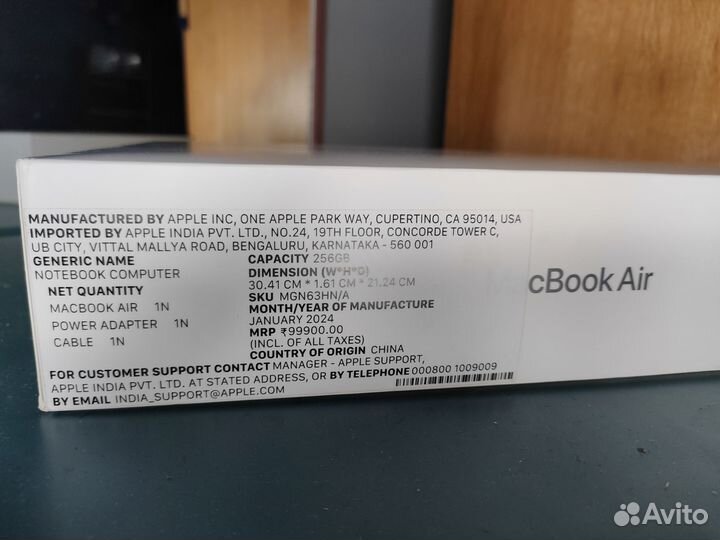 MANUFACTURED BY APPLE INC, ONE APPLE PARK WAY, CUPERTINO, CA 95014, USA
IMPORTED BY APPLE INDIA PVT. LTD., NO.24, 19TH FLOOR, CONCORDE TOWER C,
UB CITY, VITTAL MALLYA ROAD, BENGALURU, KARNATAKA - 560 001
GENERIC NAME
NOTEBOOK COMPUTER
NET QUANTITY
MACBOOK AIR 1N
POWER ADAPTER 1N
CABLE 1N
CAPACITY 256GB
DIMENSION (W*H*D)
30.41 CM * 1.61 CM * 21.24 CM
SKU MGN63HN/A
MONTH/YEAR OF MANUFACTURE
JANUARY 2024
MRP ₹99900.00
(INCL. OF ALL TAXES)
COUNTRY OF ORIGIN CHINA
FOR CUSTOMER SUPPORT CONTACT MANAGER - APPLE SUPPORT,
APPLE INDIA PVT. LTD. AT STATED ADDRESS, OR BY TELEPHONE 000800 1009009
BY EMAIL INDIA_SUPPORT@APPLE.COM
MacBook Air
Avito